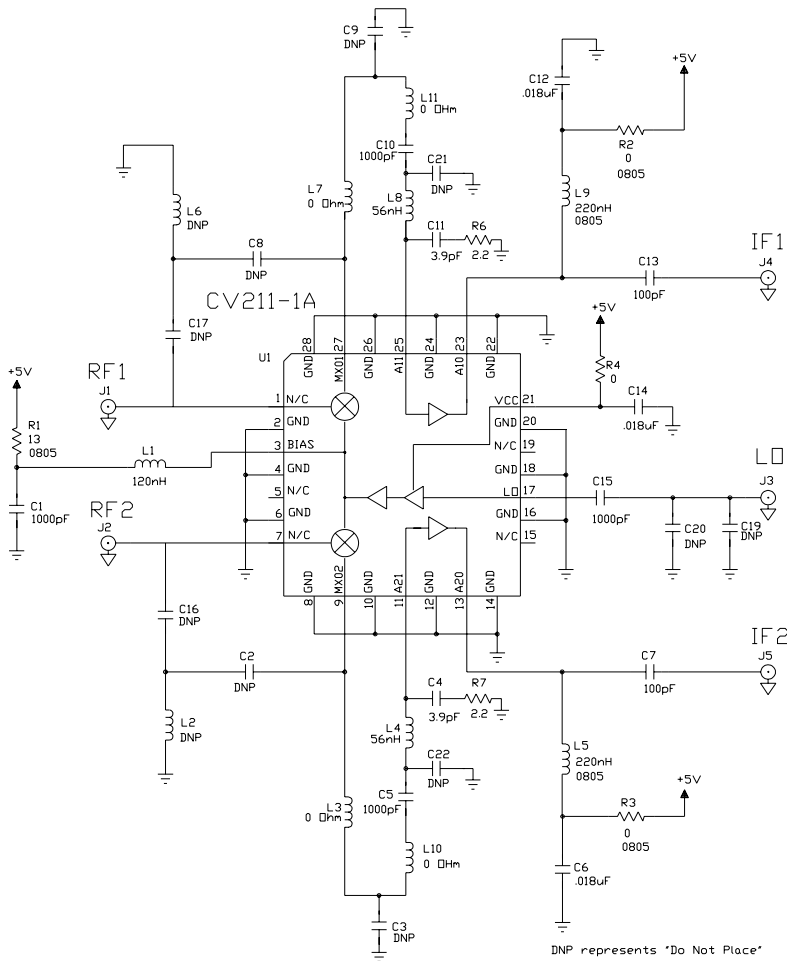 C9
DNP
L11
0 OHm
C10
1000pF
C21
DNP
L8
56nH
C11
3.9pF
R6
2.2
L7
0 Ohm
L6
DNP
C8
DNP
C17
DNP
C12
.018uF
+5V
R2
0
0805
L9
220nH
0805
IF1
J4
C13
100pF
CV211-1A
U1
GND 28
MXO1 27
GND 26
A1I 25
GND 24
A1O 23
GND 22
+5V
R4
0
C14
.018uF
RF1
J1
+5V
R1
13
0805
L1
120nH
C1
1000pF
RF2
J2
1 N/C
2 GND
3 BIAS
4 GND
5 N/C
6 GND
7 N/C
VCC 21
GND 20
N/C 19
GND 18
LO 17
GND 16
N/C 15
LO
J3
C15
1000pF
C20
DNP
C19
DNP
8 GND
9 MXO2
10 GND
11 A2I
12 GND
13 A2O
14 GND
C16
DNP
C2
DNP
L2
DNP
C4
3.9pF
R7
2.2
L4
56nH
C22
DNP
C5
1000pF
L3
0 Ohm
L10
0 OHm
C3
DNP
IF2
J5
C7
100pF
L5
220nH
0805
+5V
R3
0
0805
C6
.018uF
DNP represents "Do Not Place"